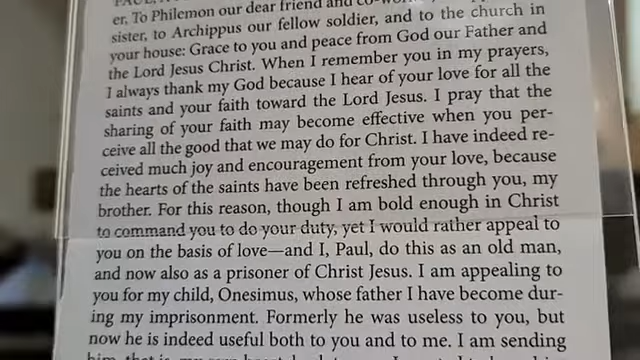 er, To Philemon our dear friend and co-
sister, to Archippus our fellow soldier, and to the church in
your house: Grace to you and peace from God our Father and
the Lord Jesus Christ. When I remember you in my prayers,
I always thank my God because I hear of your love for all the
saints and your faith toward the Lord Jesus. I pray that the
sharing of your faith may become effective when you per-
ceive all the good that we may do for Christ. I have indeed re-
ceived much joy and encouragement from your love, because
the hearts of the saints have been refreshed through you, my
brother. For this reason, though I am bold enough in Christ
to command you to do your duty, yet I would rather appeal to
you on the basis of love—and I, Paul, do this as an old man,
and now also as a prisoner of Christ Jesus. I am appealing to
you for my child, Onesimus, whose father I have become dur-
ing my imprisonment. Formerly he was useless to you, but
now he is indeed useful both to you and to me. I am sending
him, that is, my own heart, back to you. I